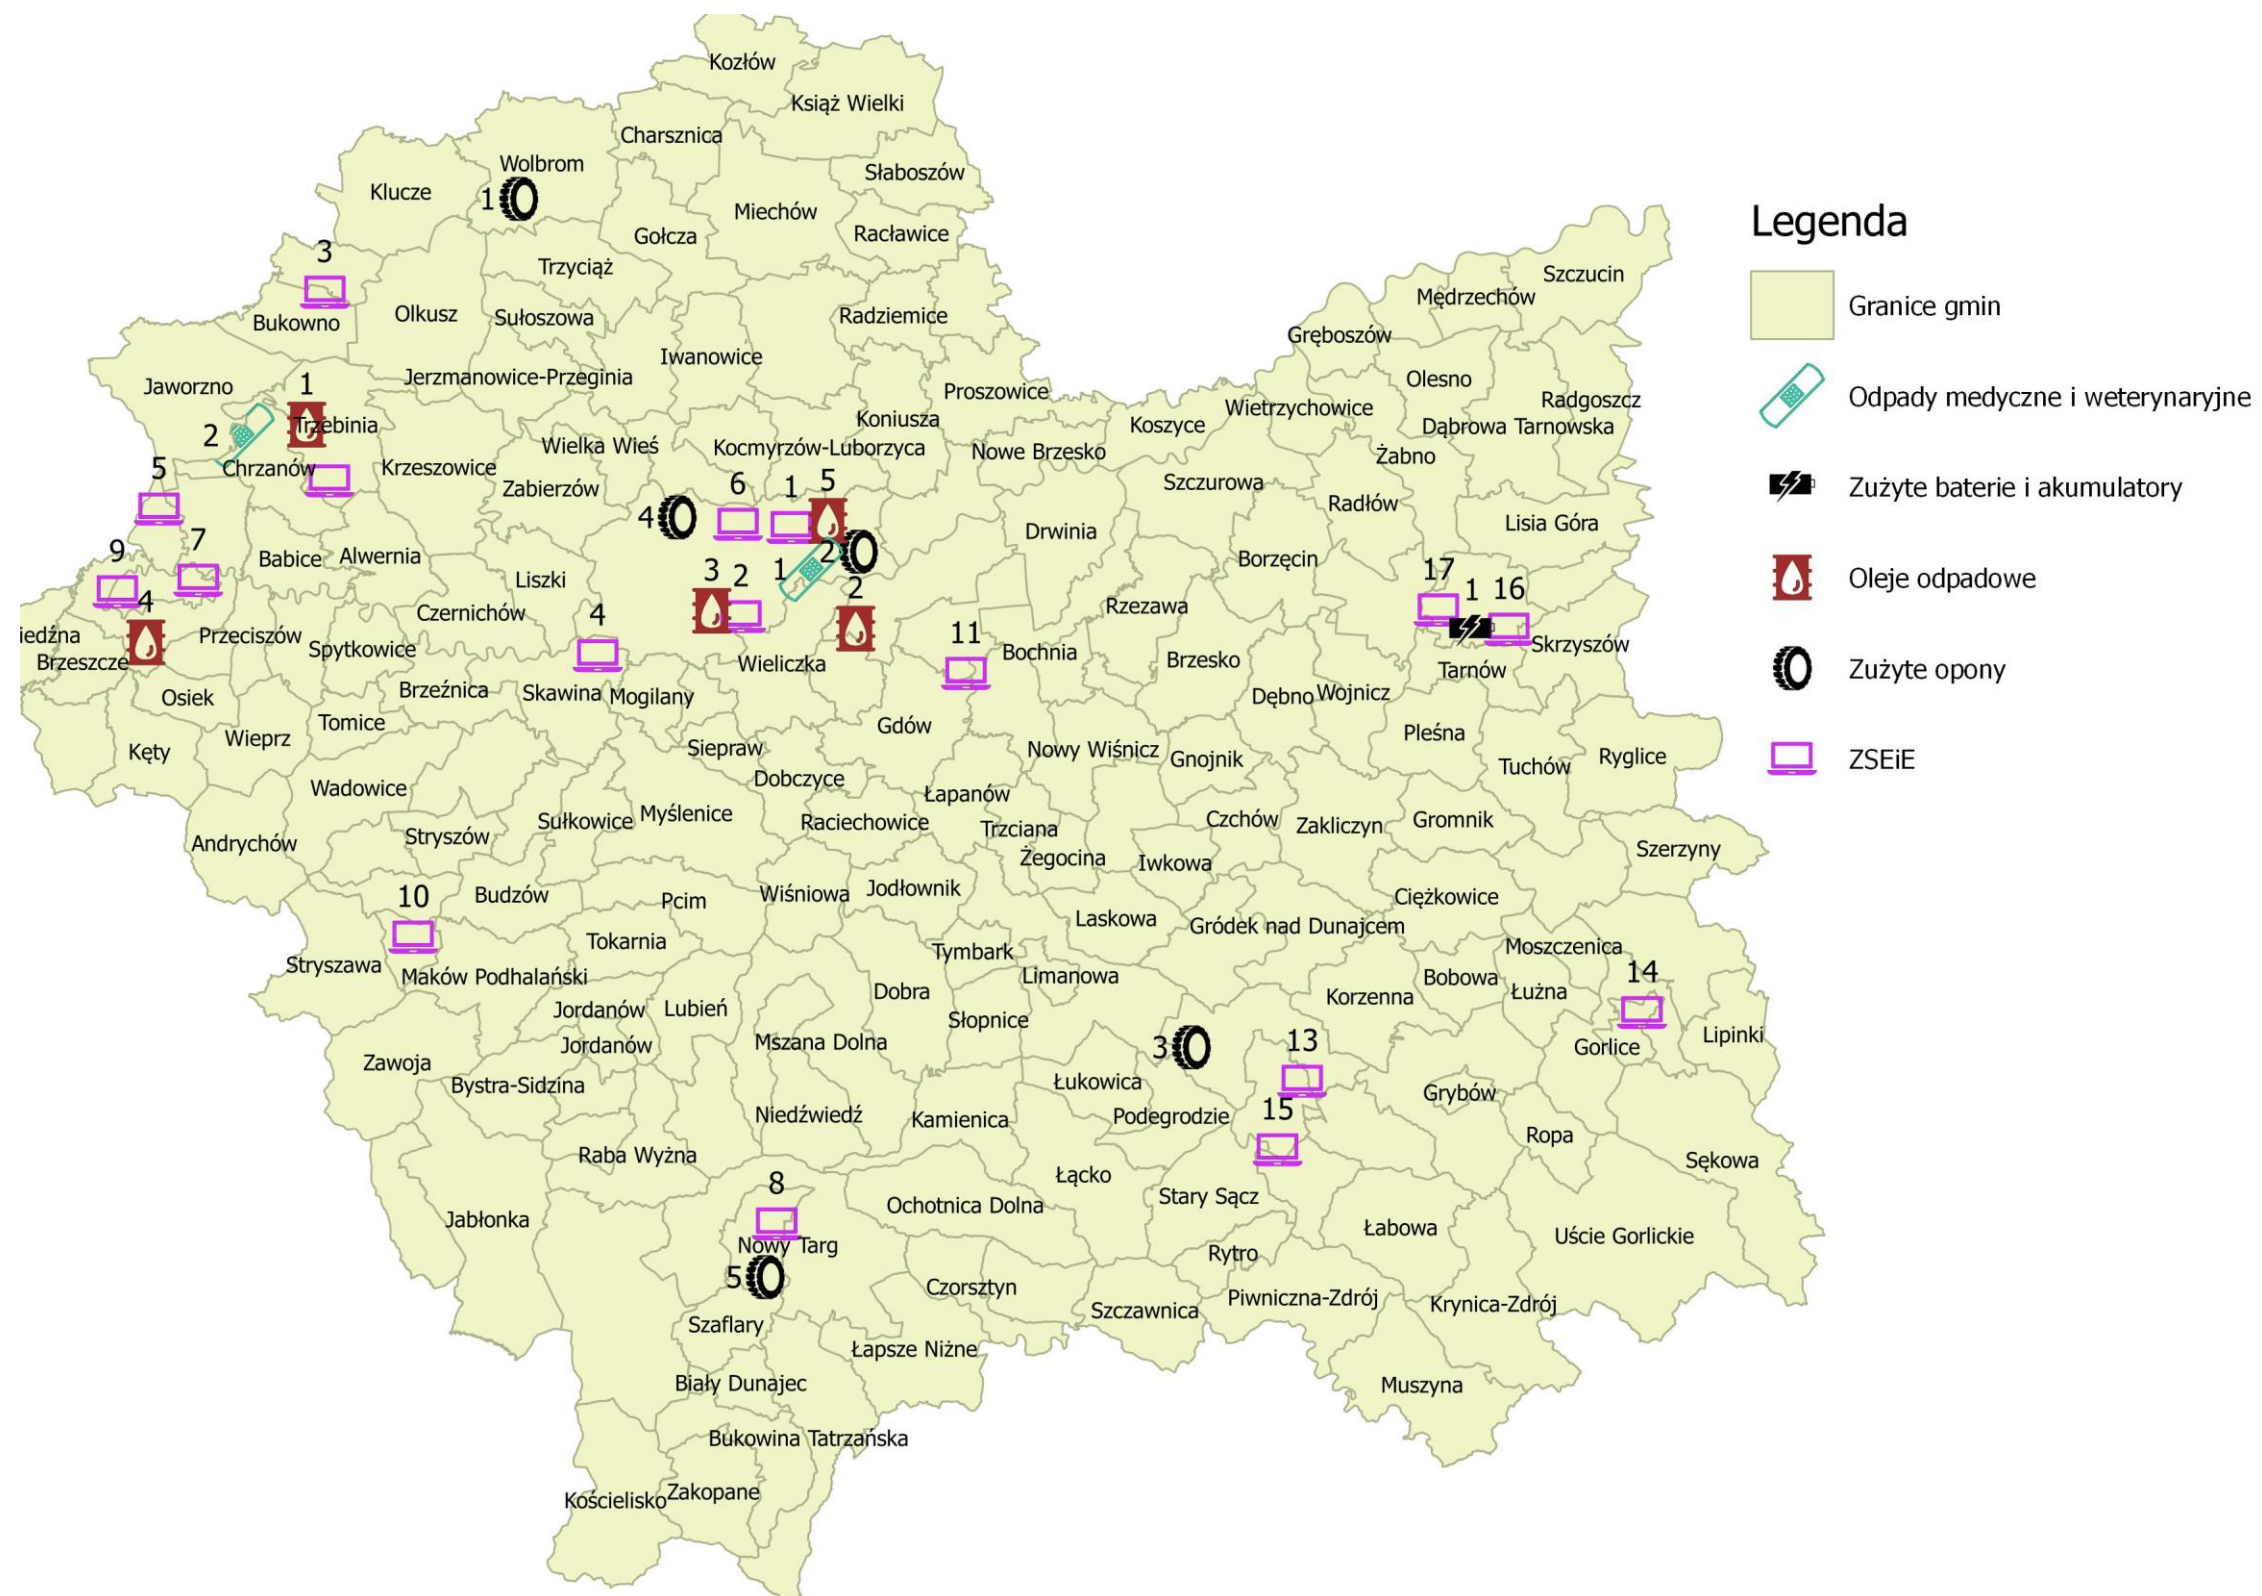 Kozłów
Książ Wielki
Charsznica
Wolbrom
Słaboszów
Klucze
1
Miechów
Racławice
Gołcza
3
Trzyciąż
Szczucin
Mędrzechów
Bukowno
Olkusz
Sułoszowa
Radziemice
Gręboszów
Iwanowice
Jaworzno
1
Jerzmanowice-Przeginia
Proszowice
Olesno
Radgoszcz
2
Trzebinia
Koniusza
Koszyce
Wietrzychowice
Dąbrowa Tarnowska
Wielka Wieś
Kocmyrzów-Luborzyca
Nowe Brzesko
Żabno
5
Chrzanów
Krzeszowice
Zabierzów
6
1
5
Szczurowa
4
Radłów
Lisia Góra
Drwinia
9
7
Babice
Alwernia
Liszki
1
2
Borzęcin
3
2
2
17
1
16
4
Czernichów
4
Rzezawa
iedźna
Brzeszcze
Przeciszów
Spytkowice
11
Bochnia
Wieliczka
Brzesko
Skrzyszów
Tarnów
Osiek
Brzeźnica
Skawina
Mogilany
Dębno
Wojnicz
Tomice
Gdów
Kęty
Wieprz
Siepraw
Nowy Wiśnicz
Gnojnik
Pleśna
Tuchów
Ryglice
Wadowice
Dobczyce
Łapanów
Sułkowice
Myślenice
Raciechowice
Trzciana
Czchów
Zakliczyn
Gromnik
Andrychów
Stryszów
Żegocina
Iwkowa
Szerzyny
10
Budzów
Pcim
Wiśniowa
Jodłownik
Ciężkowice
Laskowa
Gródek nad Dunajcem
Tokarnia
Tymbark
Moszczenica
Stryszawa
Maków Podhalański
Limanowa
Bobowa
14
Jordanów
Lubień
Dobra
Korzenna
Łużna
Słopnice
Jordanów
Mszana Dolna
3
13
Gorlice
Lipinki
Zawoja
Bystra-Sidzina
Łukowica
Grybów
Niedźwiedź
Kamienica
Podegrodzie
15
Ropa
Raba Wyżna
Sękowa
8
Łącko
Jabłonka
Ochotnica Dolna
Stary Sącz
Łabowa
Uście Gorlickie
Nowy Targ
Rytro
5
Czorsztyn
Szczawnica
Piwniczna-Zdrój
Krynica-Zdrój
Szaflary
Łapsze Niżne
Biały Dunajec
Muszyna
Bukowina Tatrzańska
Kościelisko
Zakopane
Legenda
Granice gmin
Odpady medyczne i weterynaryjne
Zużyte baterie i akumulatory
Oleje odpadowe
Zużyte opony
ZSEiE